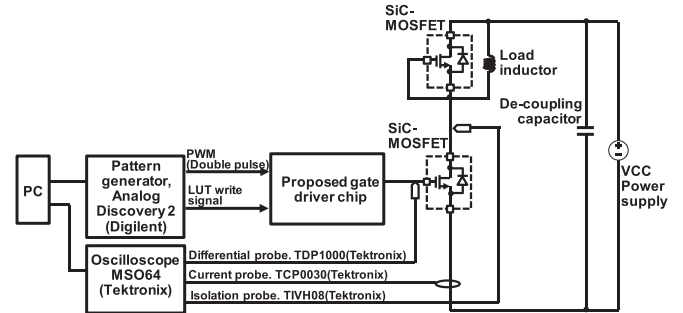 SiC-
MOSFET
Load
inductor
De-coupling
capacitor
SiC-
MOSFET
VCC
Power
supply
PC
Pattern
generator,
Analog
Discovery 2
(Digilent)
PWM
(Double pulse)
LUT write
signal
Proposed gate
driver chip
Oscilloscope
MSO64
(Tektronix)
Differential probe. TDP1000(Tektronix)
Current probe. TCP0030(Tektronix)
Isolation probe. TIVH08(Tektronix)